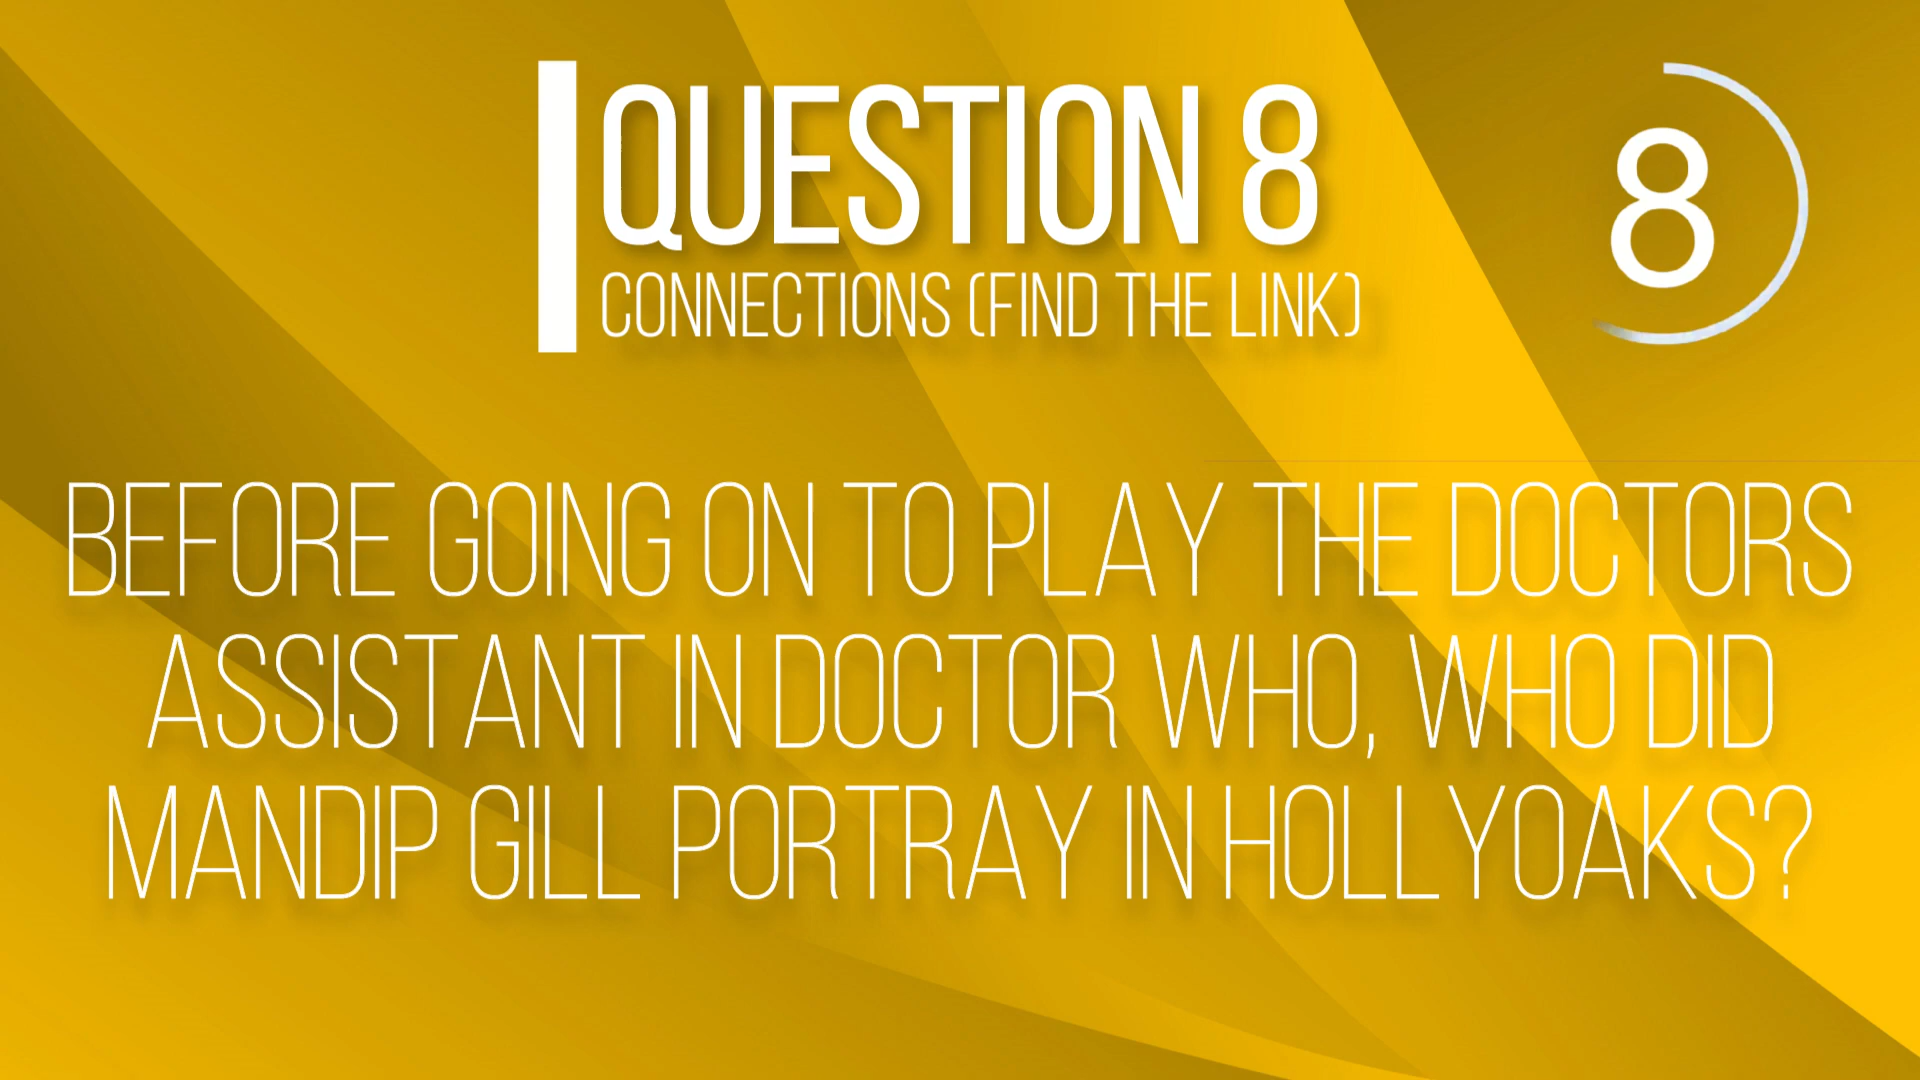 QUESTION 8
CONNECTIONS (FIND THE LINK)
8
BEFORE GOING ON TO PLAY THE DOCTORS
ASSISTANT IN DOCTOR WHO, WHO DID
MANDIP GILL PORTRAY IN HOLLYOAKS?